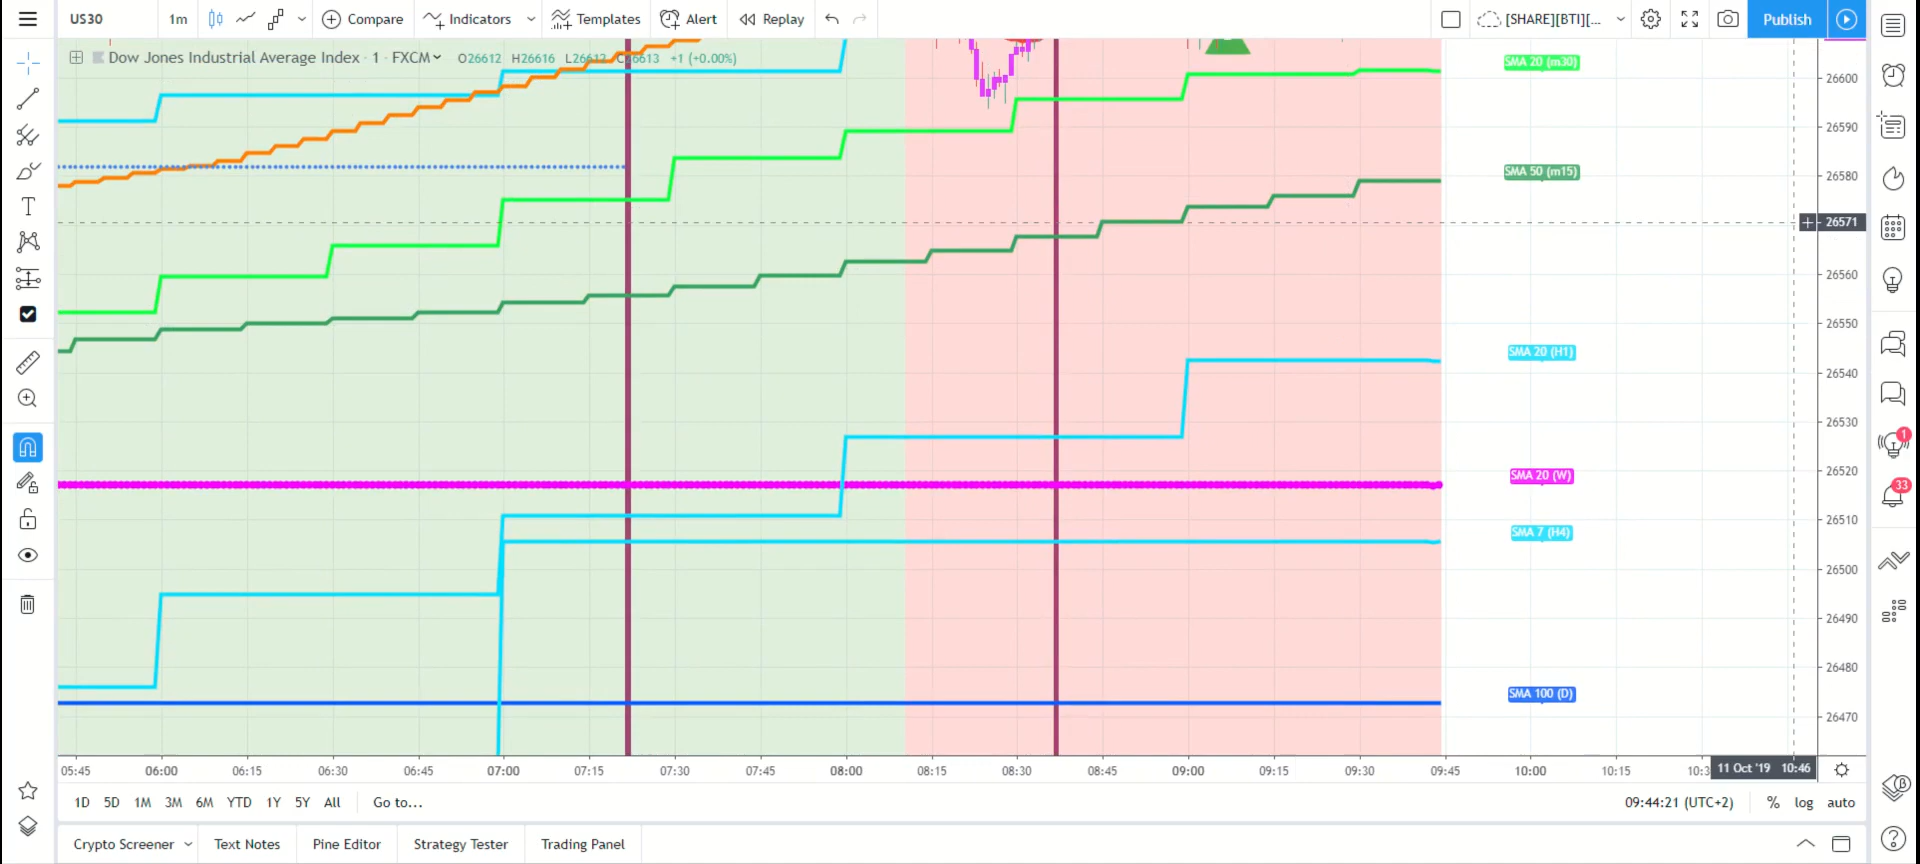 US30 1m Compare Indicators Templates Alert Replay [SHARE][BTI][... Publish
Dow Jones Industrial Average Index · 1 · FXCM O26612 H26616 L26612 C26613 +1 (+0.00%)
SMA 20 (m30)
26600
26590
SMA 50 (m15)
26580
26571
26560
26550
SMA 20 (H1)
26540
26530
1
SMA 20 (W)
26520
33
26510
SMA 7 (H4)
26500
26490
26480
SMA 100 (D)
26470
05:45 06:00 06:15 06:30 06:45 07:00 07:15 07:30 07:45 08:00 08:15 08:30 08:45 09:00 09:15 09:30 09:45 10:00 10:15 10:3 11 Oct '19 10:46
1D 5D 1M 3M 6M YTD 1Y 5Y All Go to... 09:44:21 (UTC+2) % log auto
Crypto Screener Text Notes Pine Editor Strategy Tester Trading Panel